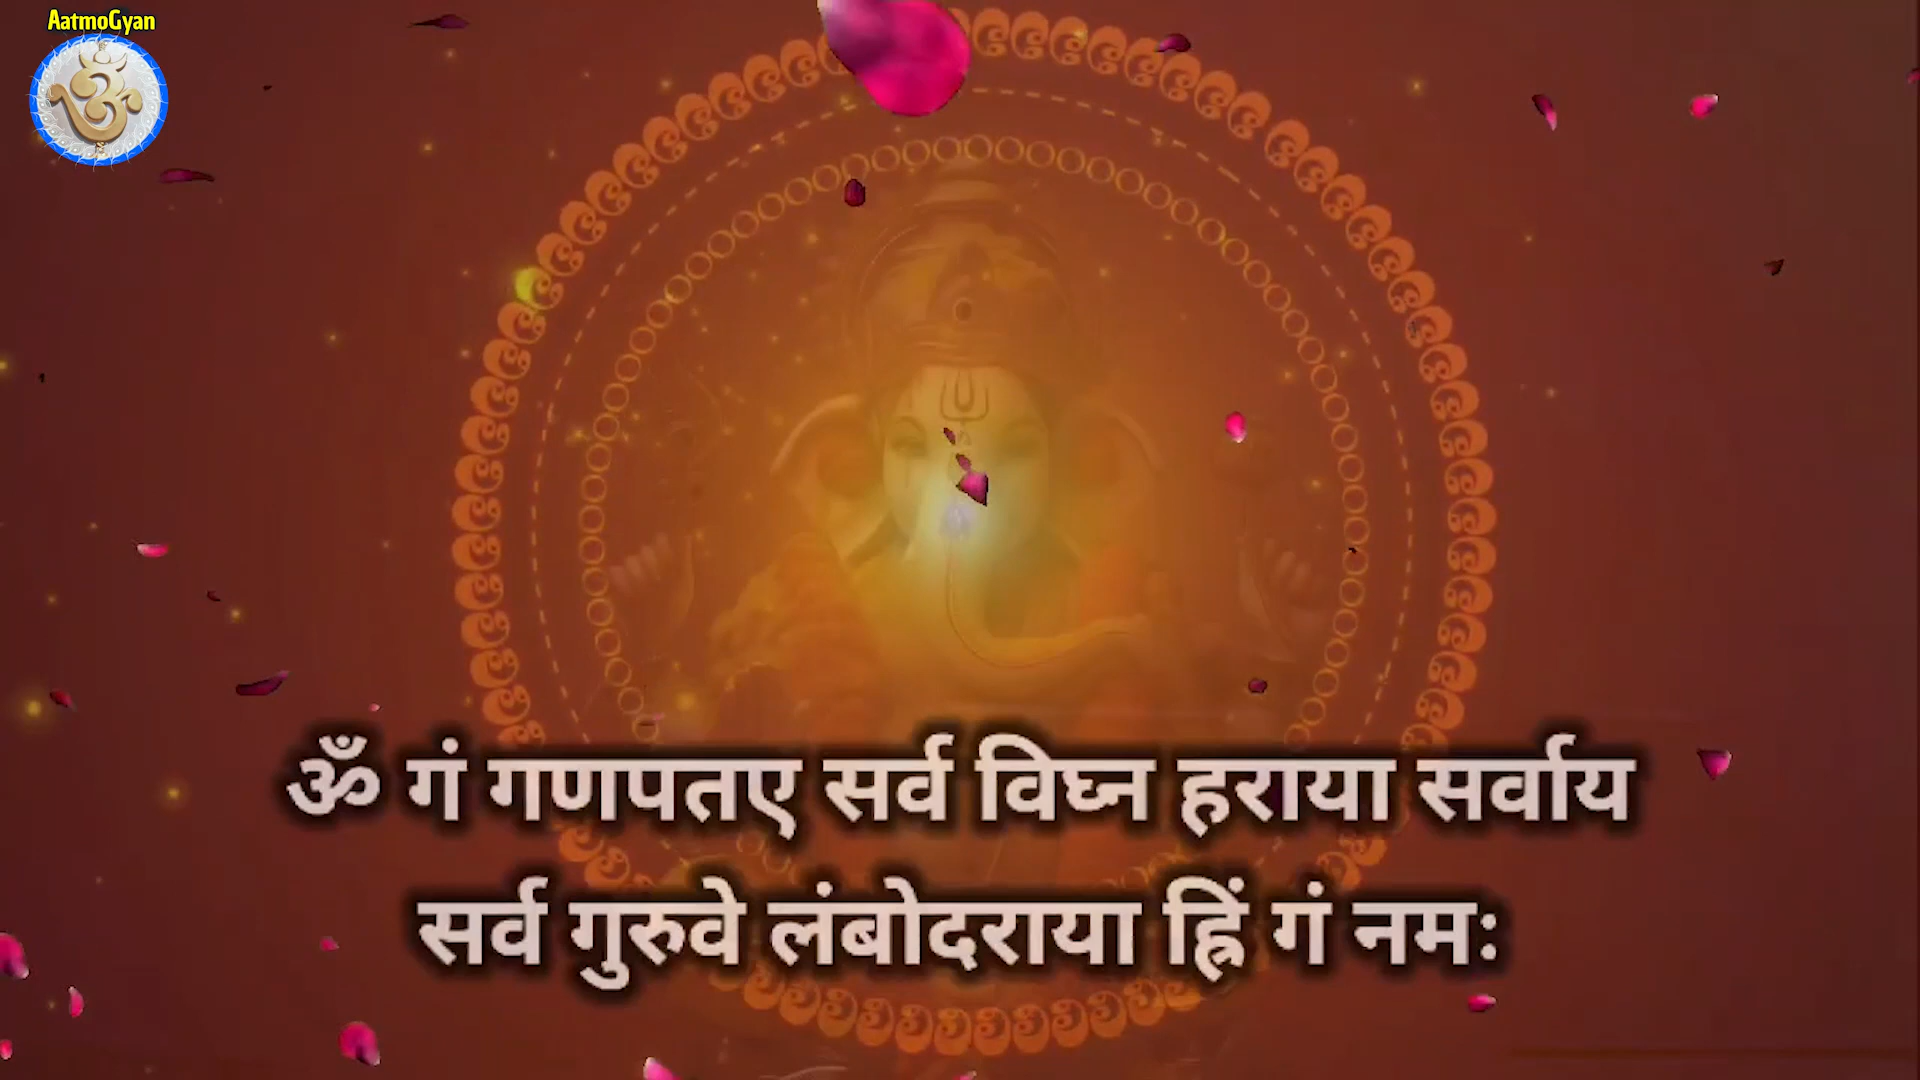 AatmoGyan
ॐ गं गणपतए सर्व विघ्न हराया सर्वाय
सर्व गुरुवे लंबोदराया ह्रिं गं नमः